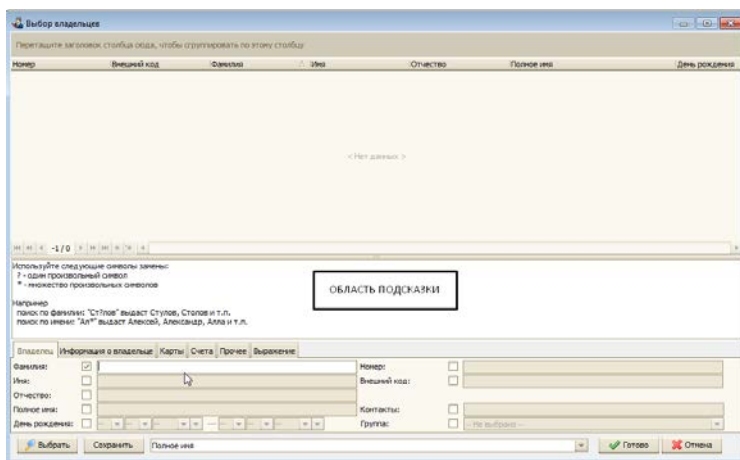 Выбор владельцев
Перетащите заголовок столбца сюда, чтобы сгруппировать по этому столбцу
Номер Внешний код Фамилия Имя Отчество Полное имя День рождения
< Нет данных >
-1 / 0
Используйте следующие символы замены:
? - один произвольный символ
* - множество произвольных символов
Например
поиск по фамилии: "Ст?лов" выдаст Стулов, Столов и т.п.
поиск по имени: "Ал*" выдаст Алексей, Александр, Алла и т.п.
ОБЛАСТЬ ПОДСКАЗКИ
Владелец Информация о владельце Карты Счета Прочее Выражение
Фамилия: Номер:
Имя: Внешний код:
Отчество:
Полное имя: Контакты:
День рождения: Группа: -- Не выбрано --
Выбрать Сохранить Полное имя Готово Отмена